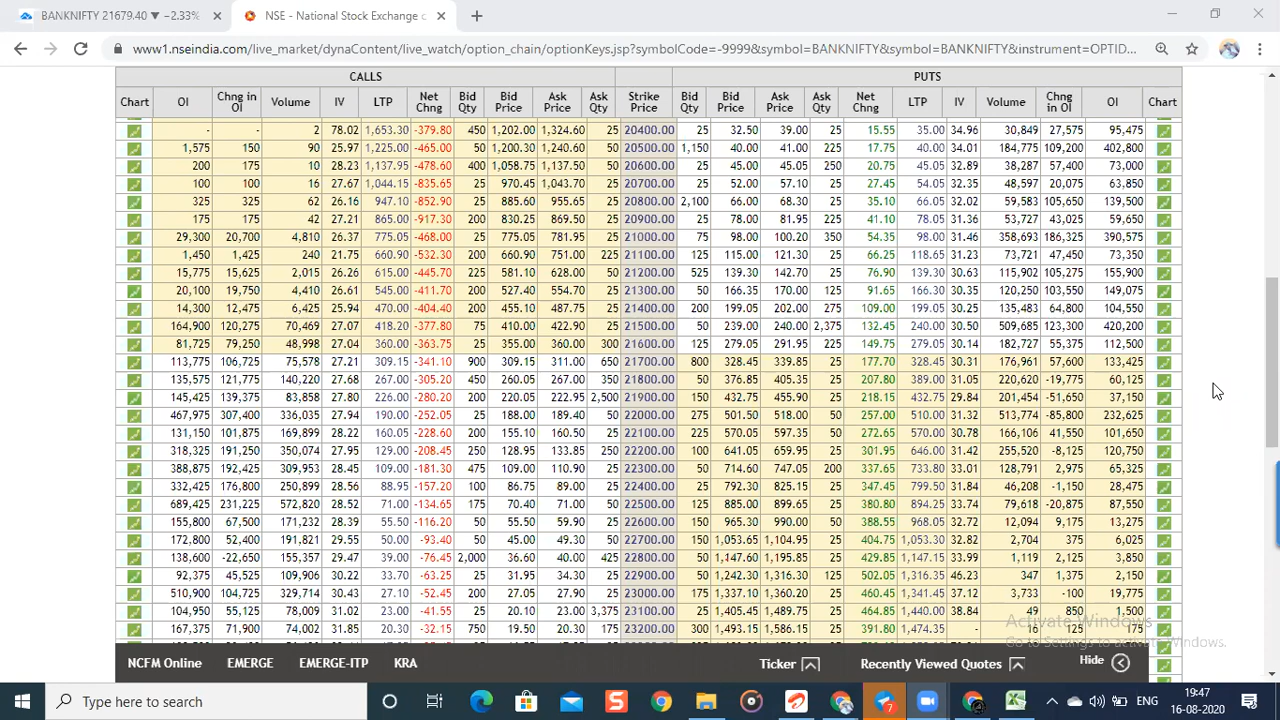 BANKNIFTY 21679.40 ▼ −2.33% × NSE - National Stock Exchange c × +
www1.nseindia.com/live_market/dynaContent/live_watch/option_chain/optionKeys.jsp?symbolCode=-9999&symbol=BANKNIFTY&symbol=BANKNIFTY&instrument=OPTID...
CALLS PUTS
Chart OI Chng in OI Volume IV LTP Net Chng Bid Qty Bid Price Ask Price Ask Qty Strike Price Bid Qty Bid Price Ask Price Ask Qty Net Chng LTP IV Volume Chng in OI OI Chart
- - 2 78.02 1,653.30 -379.80 450 1,202.00 25 20400.00 25 32.50 39.00 25 15.55 35.00 34.96 30,849 27,575 95,475
1,575 150 90 25.97 1,225.00 -465.00 50 1,200.30 1,240.60 50 20500.00 1,150 40.00 41.00 225 17.75 40.00 34.01 184,775 109,200 402,800
200 175 10 28.23 1,137.95 -478.60 400 1,058.75 1,137.50 50 20600.00 25 45.00 45.05 250 20.75 45.05 32.89 38,287 57,400 73,000
100 100 16 27.67 1,044.15 -835.65 25 970.45 1,043.70 25 20700.00 25 52.00 57.10 25 27.45 54.05 32.35 48,597 20,075 63,850
325 325 62 26.16 947.10 -852.90 25 885.60 955.65 25 20800.00 2,100 66.00 68.30 25 35.10 66.05 32.02 59,583 105,650 139,500
175 175 42 27.21 865.00 -917.30 200 830.25 869.50 25 20900.00 25 78.00 81.95 225 41.10 78.05 31.36 53,727 43,025 59,650
29,300 20,700 4,810 26.37 775.05 -468.00 25 775.05 781.95 25 21000.00 75 98.00 100.20 350 54.35 98.00 31.46 358,693 186,325 390,575
1,450 1,425 240 21.75 660.90 -532.30 200 660.90 751.00 225 21100.00 125 115.00 121.30 25 66.25 118.65 31.23 73,721 47,450 73,350
15,775 15,625 2,015 26.26 615.00 -445.70 225 581.10 628.00 50 21200.00 525 139.30 142.70 25 76.90 139.30 30.63 115,902 105,275 155,900
20,100 19,750 4,410 25.61 545.00 -411.70 200 527.40 554.70 25 21300.00 50 166.35 170.00 25 91.65 166.30 30.35 120,250 103,550 149,075
14,300 12,475 6,425 25.94 470.00 -404.40 200 455.10 487.75 25 21400.00 200 199.05 202.00 275 109.00 199.05 30.25 135,483 64,800 104,550
164,900 120,275 70,469 27.07 418.20 -377.80 75 410.00 422.90 25 21500.00 50 239.00 240.00 2,375 132.45 240.00 30.50 509,685 123,300 420,200
81,725 79,250 48,998 27.04 360.00 -363.75 25 355.00 360.00 300 21600.00 125 279.05 291.95 125 149.75 279.05 30.14 182,727 55,375 112,500
113,775 106,725 75,578 27.21 309.15 -341.10 900 309.15 311.00 650 21700.00 800 328.45 339.85 50 177.70 328.45 30.31 176,961 57,600 133,425
135,575 121,775 140,220 27.68 267.00 -305.20 450 260.05 267.00 350 21800.00 50 376.85 405.35 25 207.80 389.00 31.05 220,620 -19,775 60,125
145,425 139,375 83,858 27.80 226.00 -280.20 200 220.05 222.95 2,500 21900.00 150 432.75 455.90 25 218.15 432.75 29.84 201,454 -51,650 37,150
467,975 307,400 336,035 27.94 190.00 -252.05 25 188.00 189.40 50 22000.00 275 501.50 518.00 25 257.00 510.00 31.32 313,774 -85,800 232,625
131,150 101,875 169,899 28.22 160.05 -228.60 200 155.10 160.50 25 22100.00 225 570.05 597.35 50 272.65 570.00 30.78 166,106 41,550 101,650
318,325 191,250 350,074 27.95 129.00 -208.45 250 128.95 133.85 250 22200.00 100 641.05 659.95 25 301.95 646.00 31.42 255,520 -8,125 120,750
388,875 192,425 309,953 28.45 109.00 -181.30 475 109.00 110.90 25 22300.00 50 714.60 747.05 200 337.65 733.80 33.01 128,791 2,975 65,325
332,425 176,800 250,899 28.56 88.95 -157.20 100 86.75 89.00 25 22400.00 25 792.30 825.15 50 347.45 799.50 31.64 46,208 -1,150 28,475
689,425 231,225 572,820 28.52 71.00 -134.65 175 70.40 71.00 50 22500.00 125 885.00 899.65 25 380.80 894.25 33.74 79,618 -20,875 87,550
155,800 67,500 171,232 28.39 55.50 -116.20 50 55.50 59.90 25 22600.00 150 965.30 990.00 50 388.55 968.05 32.72 12,094 9,175 13,275
172,800 52,400 191,821 29.55 50.00 -93.40 50 45.00 49.30 50 22700.00 150 1,053.65 1,104.95 25 404.75 1,053.30 32.82 2,704 375 6,025
138,600 -22,650 155,357 29.47 39.00 -76.45 2,000 36.60 40.00 425 22800.00 50 1,147.60 1,195.85 25 429.85 1,147.15 33.99 1,119 2,125 3,850
92,375 45,525 109,906 30.22 33.70 -63.25 25 31.95 34.30 25 22900.00 50 1,242.30 1,316.30 125 502.05 1,316.35 46.23 347 1,375 2,150
510,900 104,725 329,714 30.43 27.10 -52.45 200 27.05 27.90 25 23000.00 175 1,337.10 1,360.20 25 460.45 1,341.45 37.12 3,733 -100 19,775
104,950 55,125 78,009 31.02 23.00 -41.55 25 20.10 23.00 3,375 23100.00 25 1,405.45 1,489.75 25 464.85 1,440.00 38.84 49 850 1,500
167,375 71,900 74,002 31.85 20.30 -32.15 750 19.50 20.30 175 23200.00 300 1,493.15 1,586.15 25 391.80 1,474.35 - 125 775
Activate Windows
Go to Settings to activate Windows.
NCFM Online EMERGE EMERGE-ITP KRA Ticker Recently Viewed Quotes Hide
Type here to search
7
ENG
19:47
16-08-2020